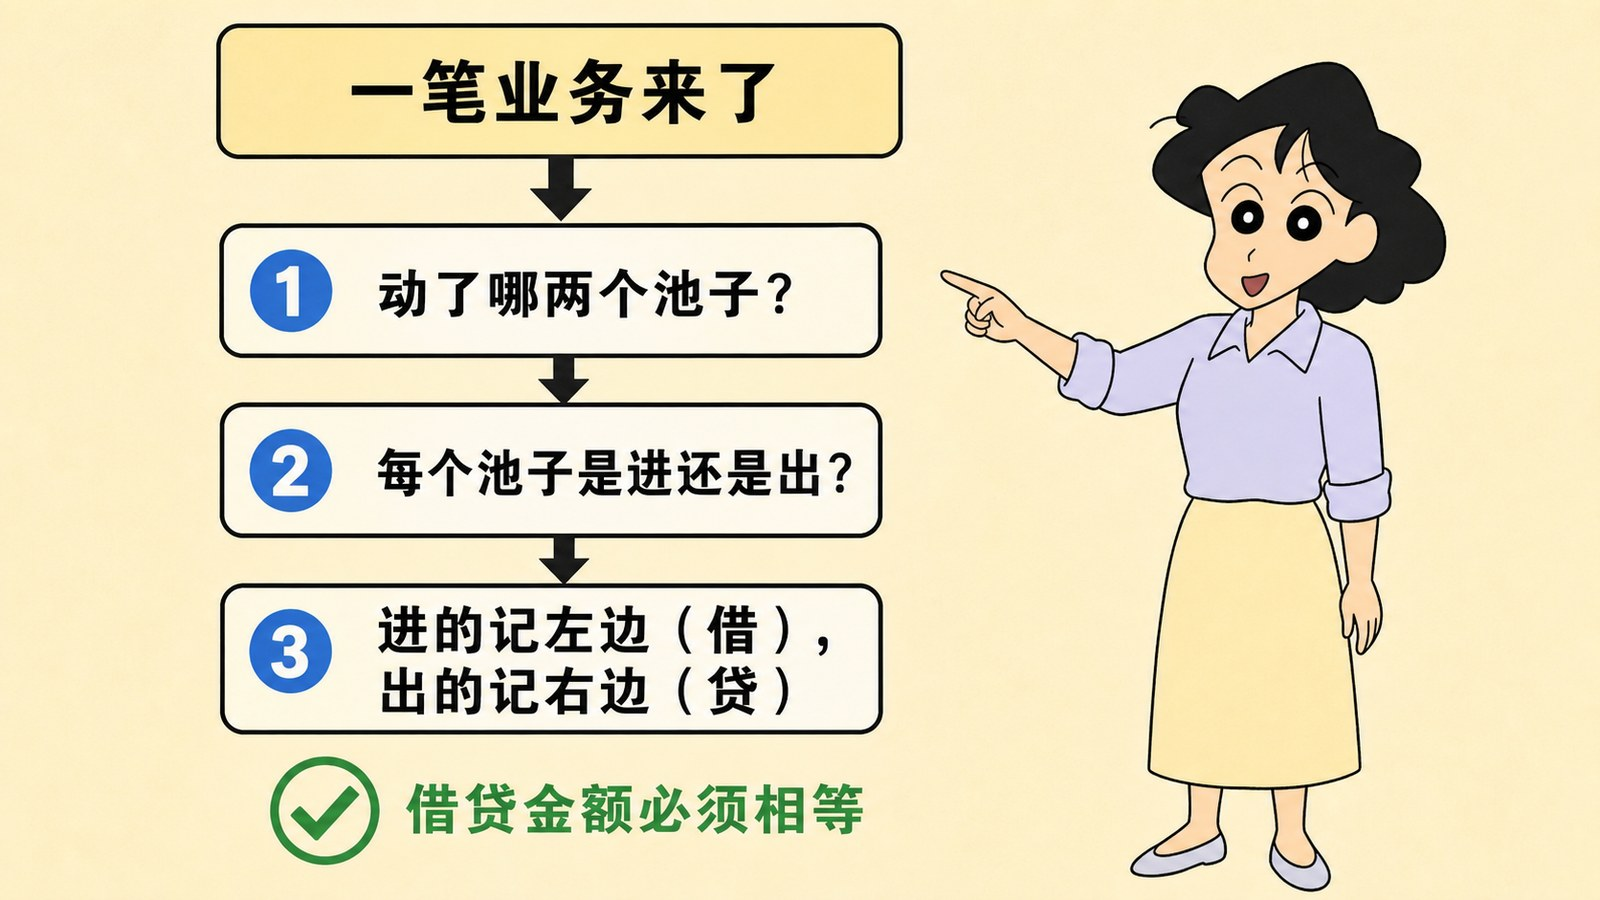 一笔业务来了
1 动了哪两个池子？
2 每个池子是进还是出？
3 进的记左边（借），
出的记右边（贷）
借贷金额必须相等